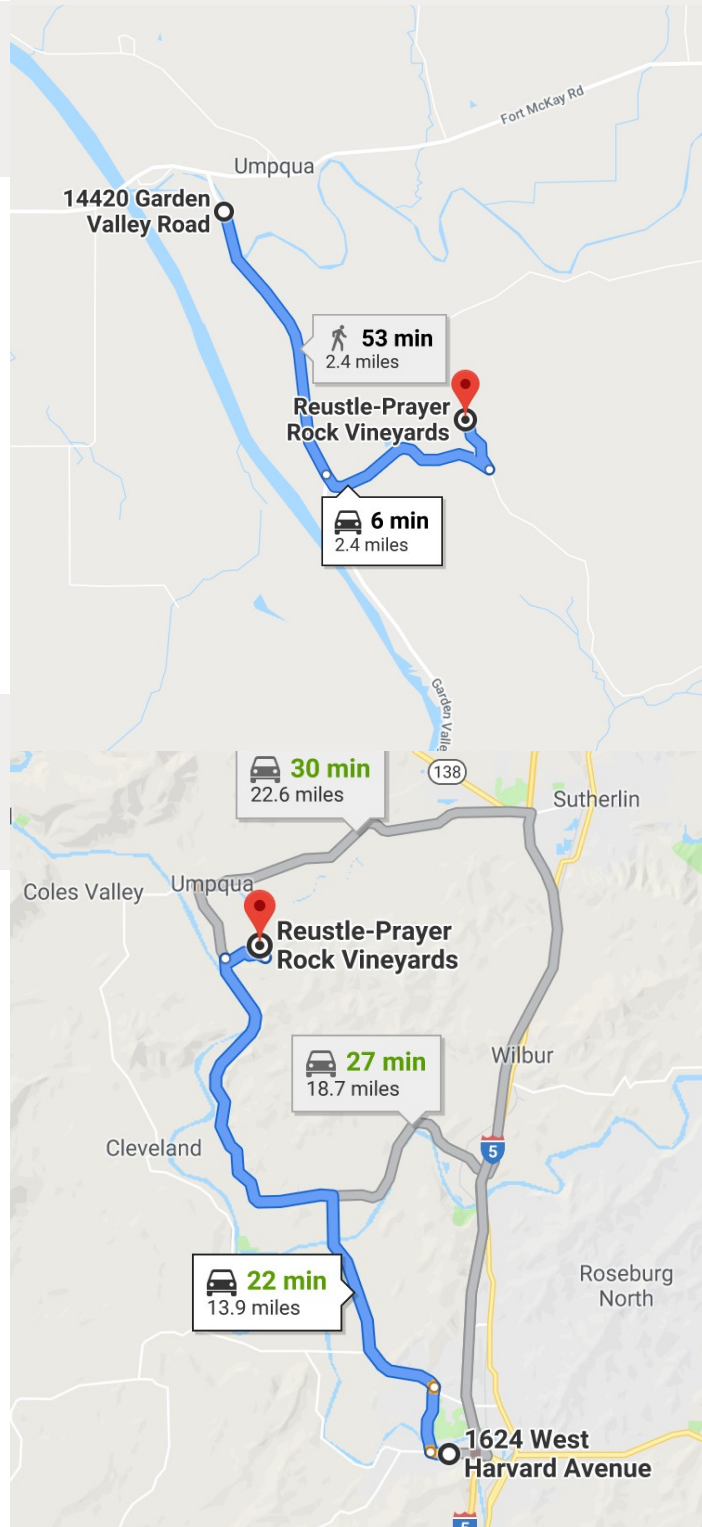 Fort McKay Rd
Umpqua
14420 Garden
Valley Road
53 min
2.4 miles
Reustle-Prayer
Rock Vineyards
6 min
2.4 miles
Garden Valle
30 min
22.6 miles
138
Sutherlin
Coles Valley
Umpqua
Reustle-Prayer
Rock Vineyards
27 min
18.7 miles
Wilbur
Cleveland
5
22 min
13.9 miles
Roseburg
North
1624 West
Harvard Avenue
5